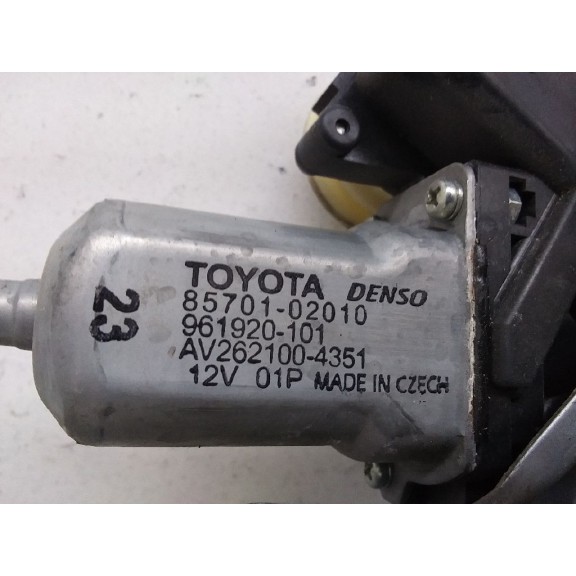 TOYOTA DENSO
85701-02010
961920-101
AV262100-4351
12V 01P MADE IN CZECH
23